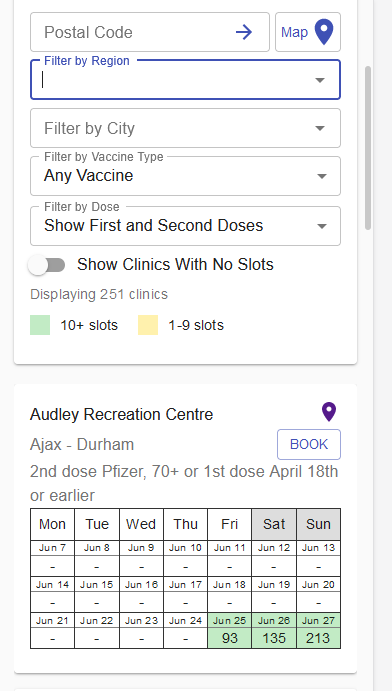 Postal Code
Map
Filter by Region
Filter by City
Filter by Vaccine Type
Any Vaccine
Filter by Dose
Show First and Second Doses
Show Clinics With No Slots
Displaying 251 clinics
10+ slots 1-9 slots
Audley Recreation Centre
Ajax - Durham
BOOK
2nd dose Pfizer, 70+ or 1st dose April 18th
or earlier
Mon Tue Wed Thu Fri Sat Sun
Jun 7 Jun 8 Jun 9 Jun 10 Jun 11 Jun 12 Jun 13
- - - - - - -
Jun 14 Jun 15 Jun 16 Jun 17 Jun 18 Jun 19 Jun 20
- - - - - - -
Jun 21 Jun 22 Jun 23 Jun 24 Jun 25 Jun 26 Jun 27
- - - - 93 135 213